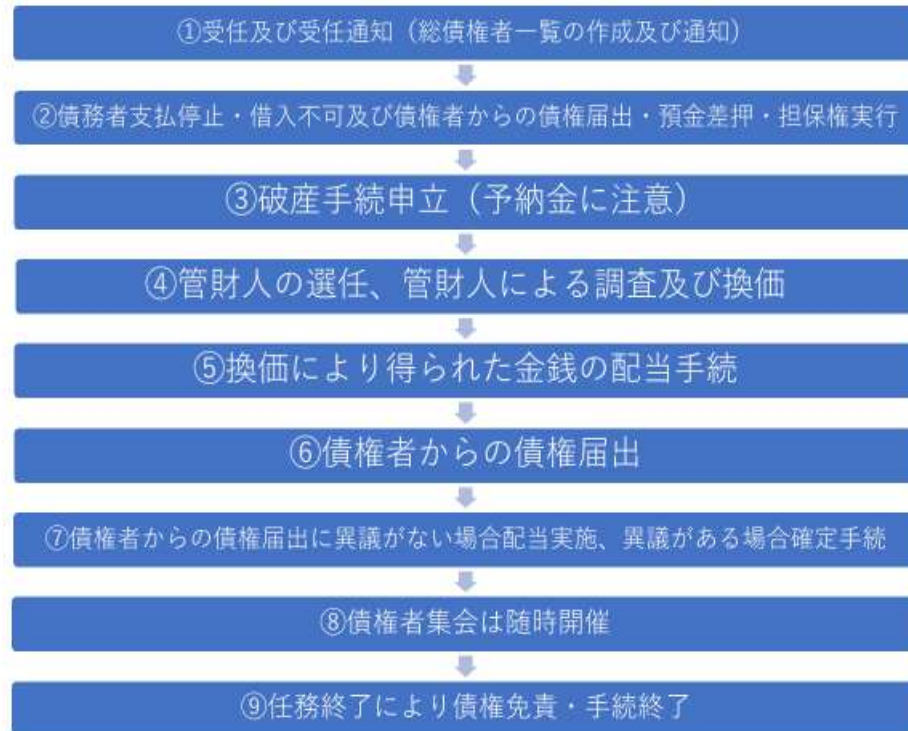 ①受任及び受任通知（総債権者一覧の作成及び通知）
②債務者支払停止・借入不可及び債権者からの債権届出・預金差押・担保権実行
③破産手続申立（予納金に注意）
④管財人の選任、管財人による調査及び換価
⑤換価により得られた金銭の配当手続
⑥債権者からの債権届出
⑦債権者からの債権届出に異議がない場合配当実施、異議がある場合確定手続
⑧債権者集会は随時開催
⑨任務終了により債権免責・手続終了